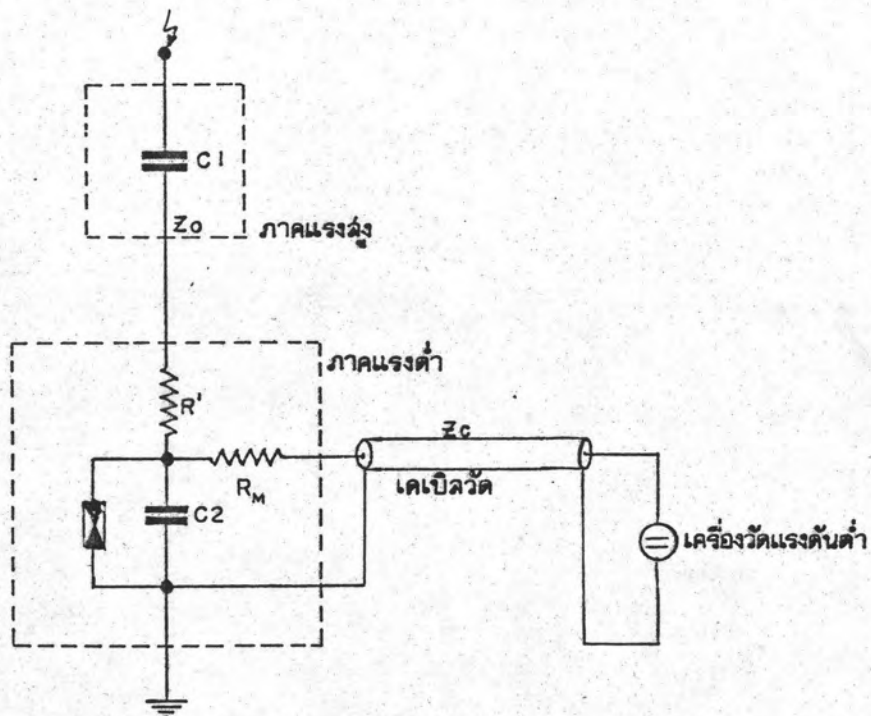 C1
Zo
ภาคแรงสูง
ภาคแรงต่ำ
R'
Zc
RM
เคเบิลวัด
C2
เครื่องวัดแรงดันต่ำ